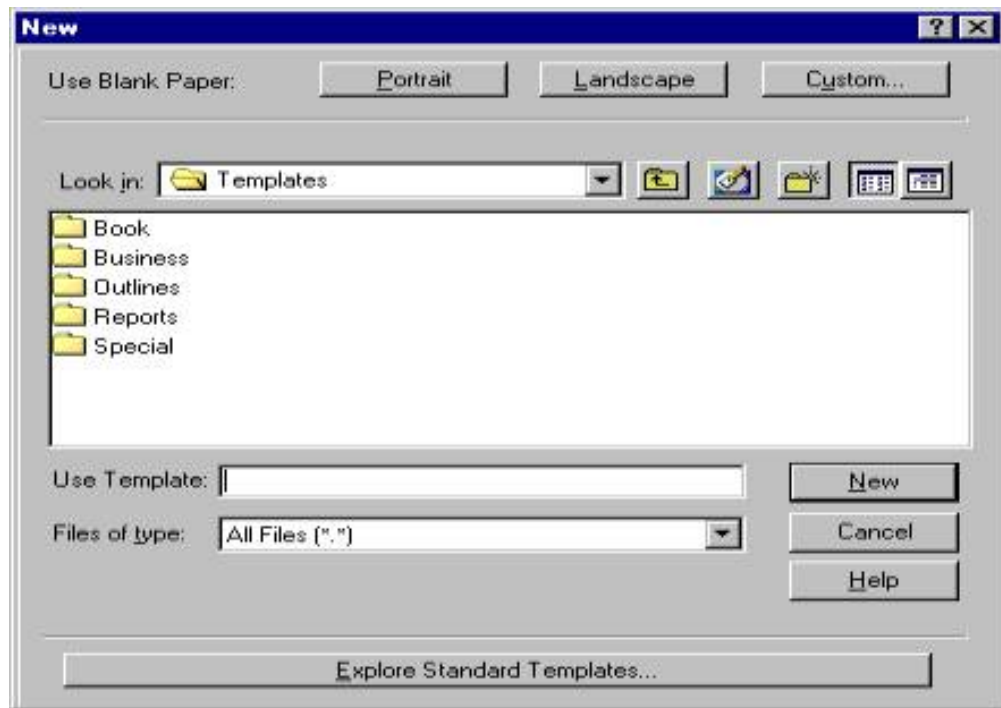 New
Use Blank Paper: Portrait Landscape Custom...
Look in: Templates
Book
Business
Outlines
Reports
Special
Use Template: New
Files of type: All Files (*.*) Cancel
Help
Explore Standard Templates...